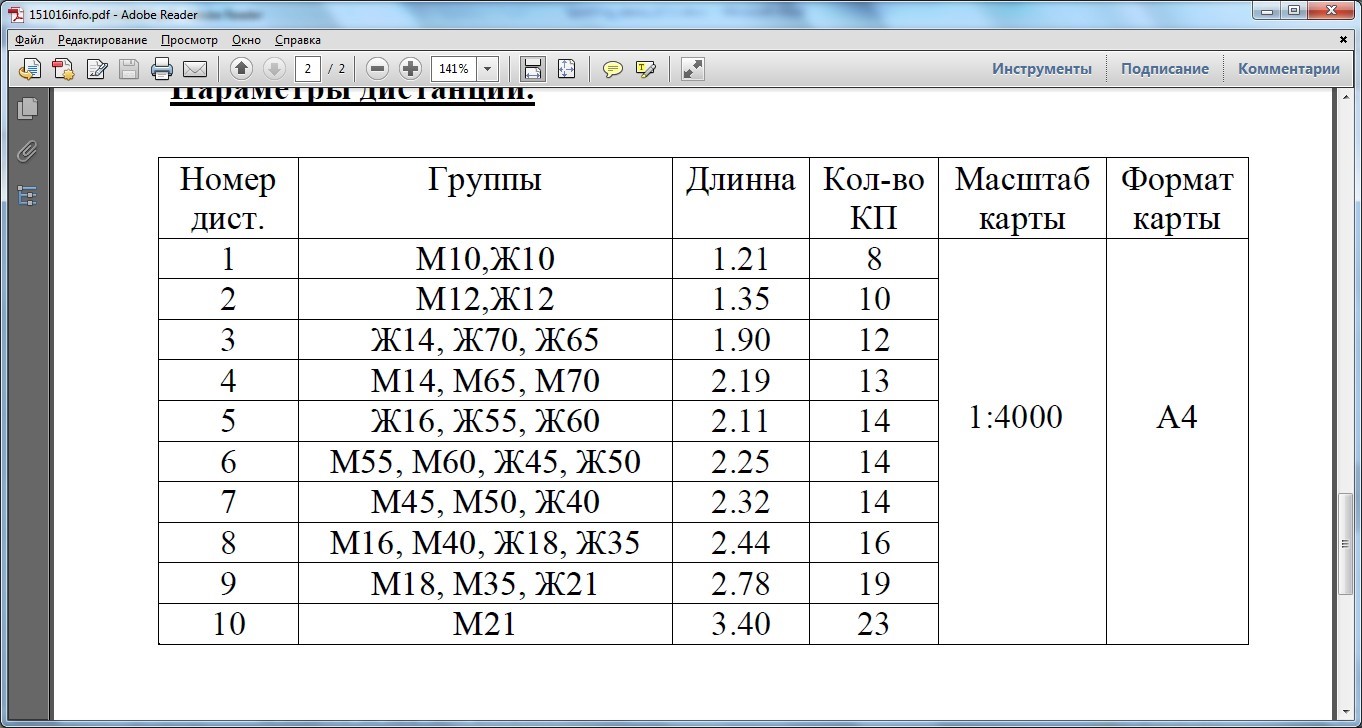 151016info.pdf - Adobe Reader
Файл Редактирование Просмотр Окно Справка
2 / 2 141% Инструменты Подписание Комментарии
Параметры дистанций:
Номер дист. Группы Длинна Кол-во КП Масштаб карты Формат карты
1 М10,Ж10 1.21 8
2 М12,Ж12 1.35 10
3 Ж14, Ж70, Ж65 1.90 12
4 М14, М65, М70 2.19 13
5 Ж16, Ж55, Ж60 2.11 14 1:4000 А4
6 М55, М60, Ж45, Ж50 2.25 14
7 М45, М50, Ж40 2.32 14
8 М16, М40, Ж18, Ж35 2.44 16
9 М18, М35, Ж21 2.78 19
10 М21 3.40 23